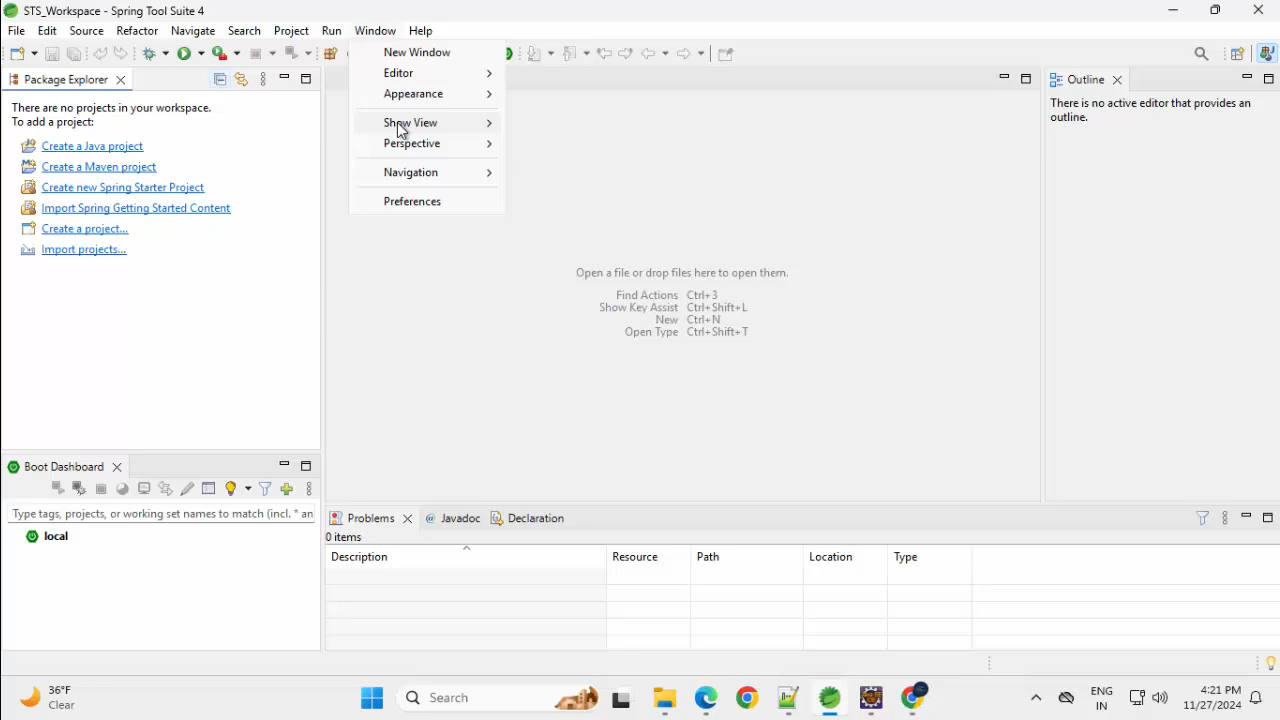 STS_Workspace - Spring Tool Suite 4
File Edit Source Refactor Navigate Search Project Run Window Help
Package Explorer
There are no projects in your workspace.
To add a project:
Create a Java project
Create a Maven project
Create new Spring Starter Project
Import Spring Getting Started Content
Create a project...
Import projects...
New Window
Editor
Appearance
Show View
Perspective
Navigation
Preferences
Open a file or drop files here to open them.
Find Actions Ctrl+3
Show Key Assist Ctrl+Shift+L
New Ctrl+N
Open Type Ctrl+Shift+T
Outline
There is no active editor that provides an
outline.
Boot Dashboard
Type tags, projects, or working set names to match (incl. * an
local
Problems Javadoc Declaration
0 items
Description Resource Path Location Type
36°F
Clear
Search
ENG
IN
4:21 PM
11/27/2024